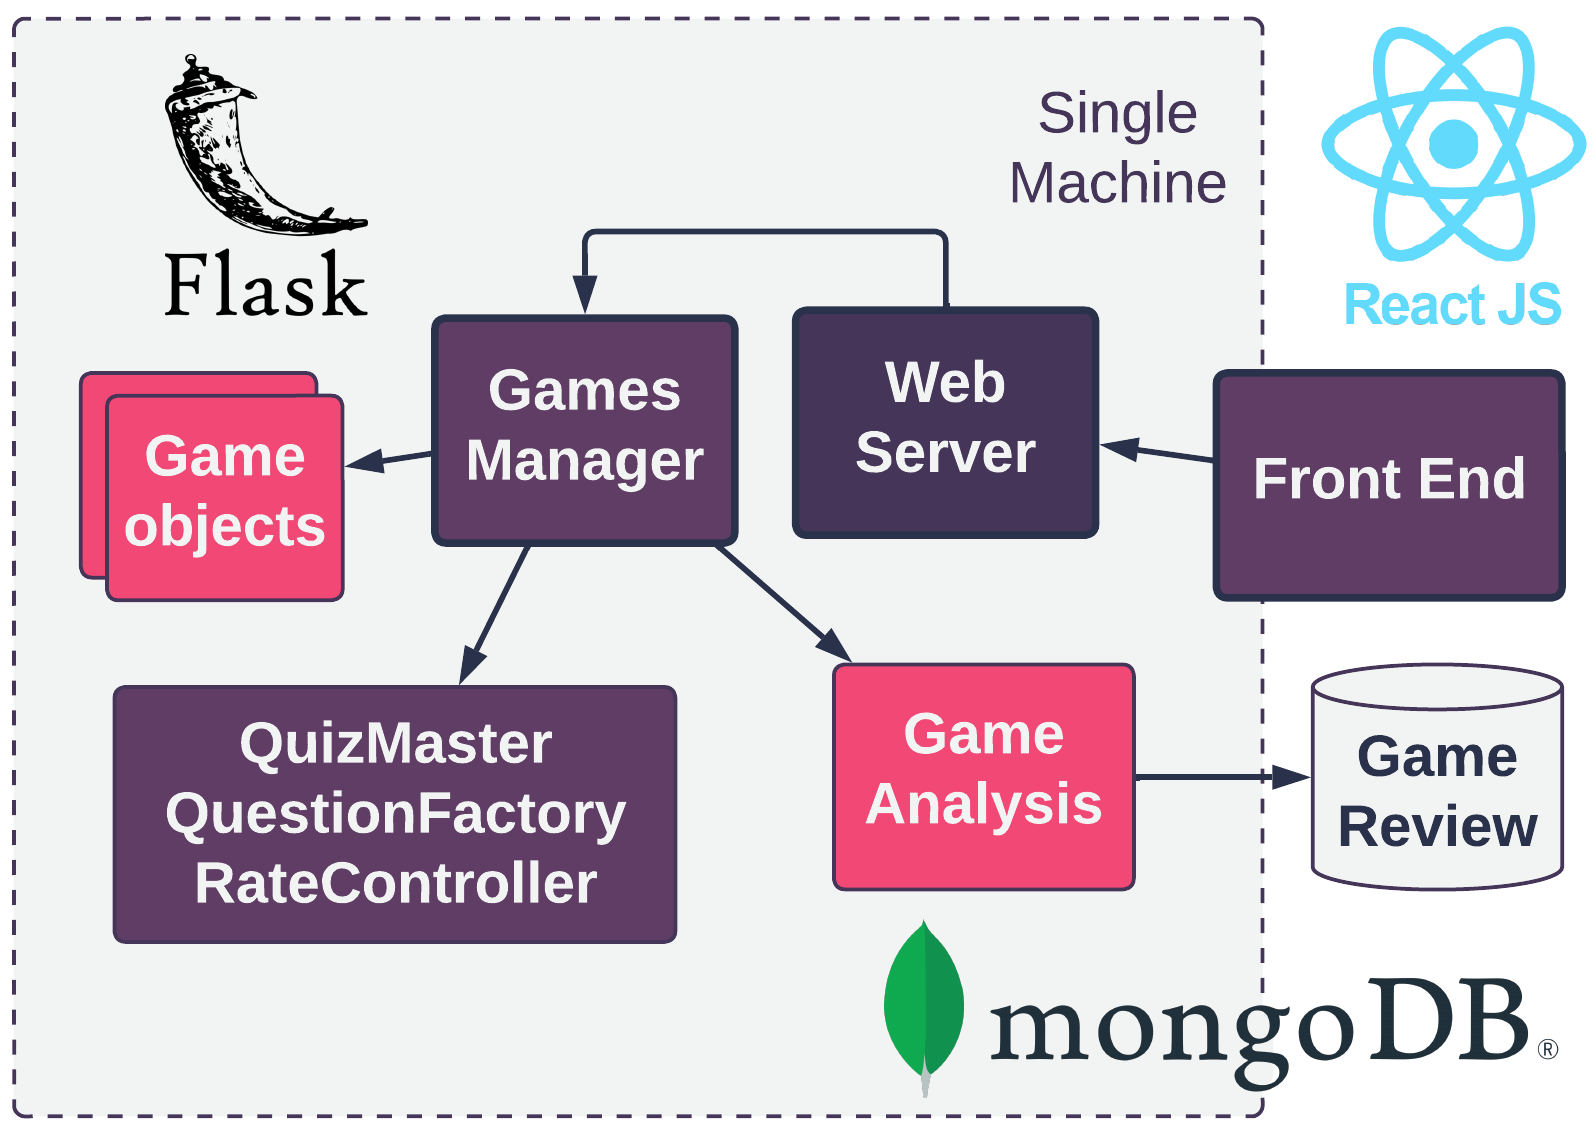 Single
Machine
Flask
React JS
Games
Manager
Web
Server
Game
objects
Front End
QuizMaster
QuestionFactory
RateController
Game
Analysis
Game
Review
mongoDB®